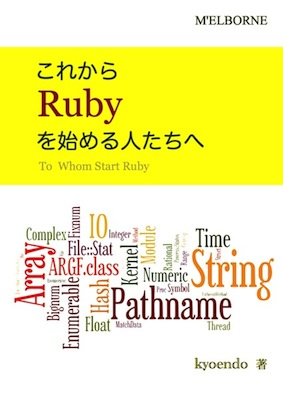 M'ELBORNE
これから
Ruby
を始める人たちへ
To Whom Start Ruby
Complex
Fixnum
IO
Integer
Method
Module
Rational
Time
File::Stat
ARGF.class
Array
Bignum
Enumerable
Hash
Kernel
Numeric
Range
String
Proc
Symbol
Float
MatchData
Pathname
Thread
kyoendo 著